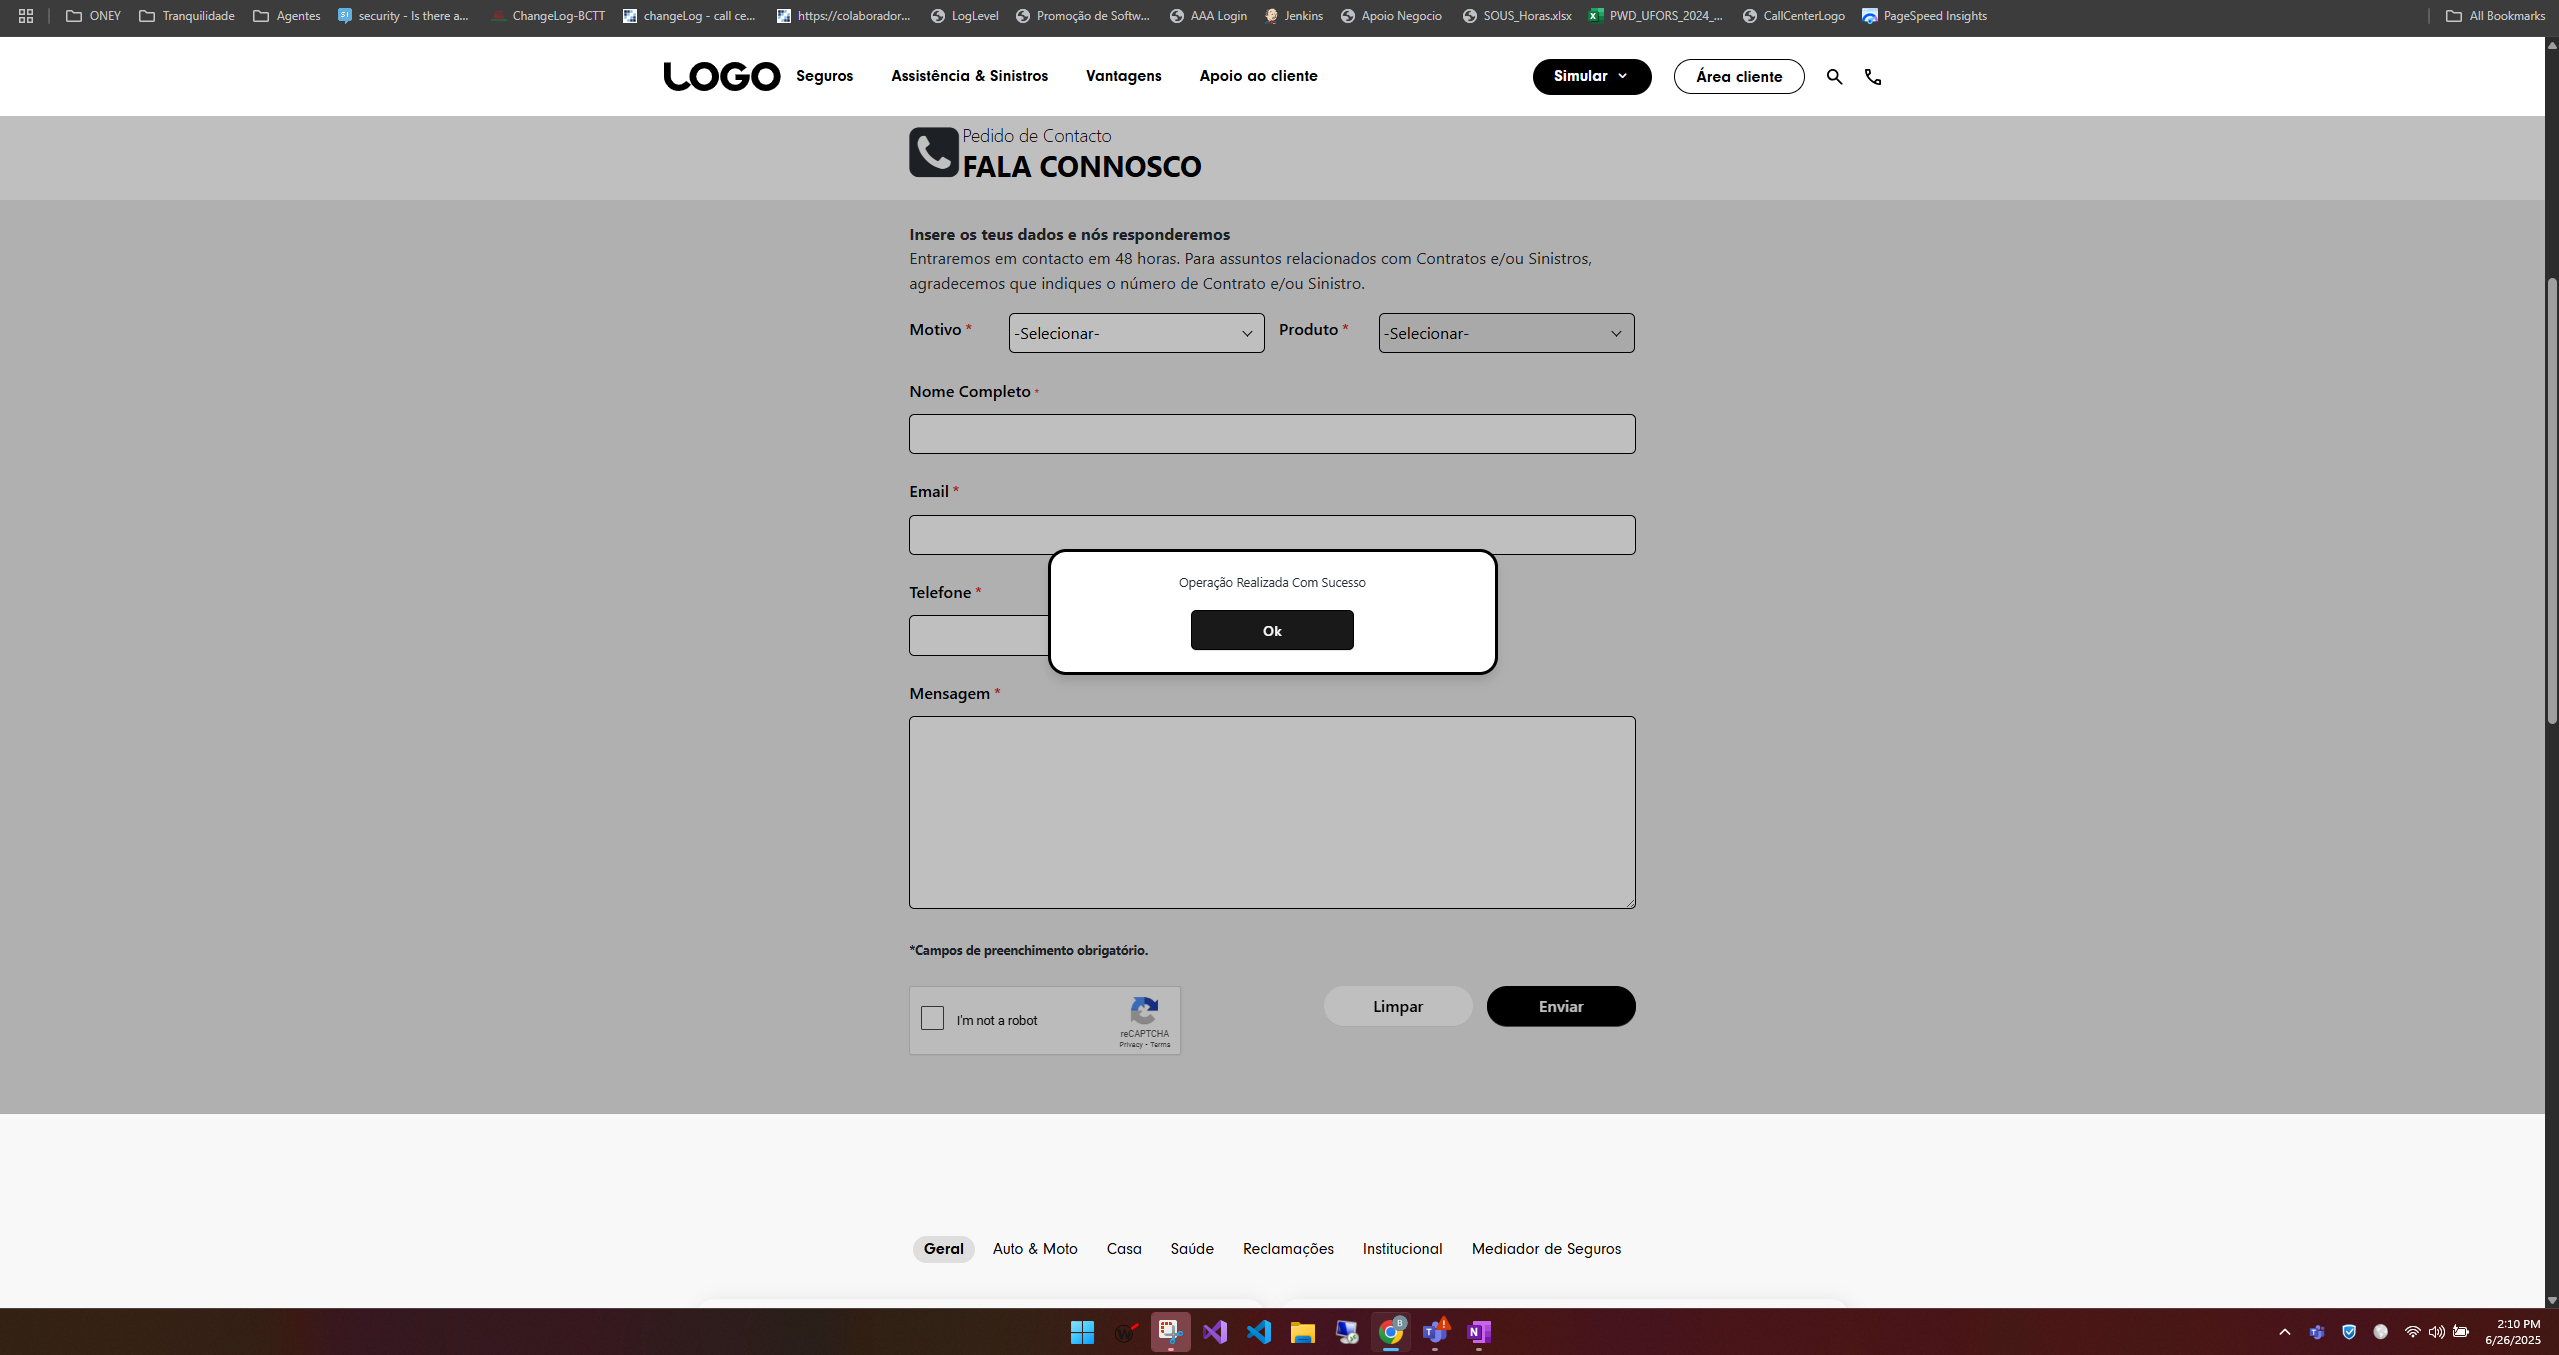 ONEY
Tranquilidade
Agentes
security - Is there a...
ChangeLog-BCTT
changeLog - call ce...
https://colaborador...
LogLevel
Promoção de Softw...
AAA Login
Jenkins
Apoio Negocio
SOUS_Horas.xlsx
PWD_UFORS_2024_...
CallCenterLogo
PageSpeed Insights
All Bookmarks
LOGO
Seguros
Assistência & Sinistros
Vantagens
Apoio ao cliente
Simular
Área cliente
Pedido de Contacto
FALA CONNOSCO
Insere os teus dados e nós responderemos
Entraremos em contacto em 48 horas. Para assuntos relacionados com Contratos e/ou Sinistros,
agradecemos que indiques o número de Contrato e/ou Sinistro.
Motivo *
-Selecionar-
Produto *
-Selecionar-
Nome Completo *
Email *
Operação Realizada Com Sucesso
Ok
Telefone *
Mensagem *
*Campos de preenchimento obrigatório.
I'm not a robot
reCAPTCHA
Privacy - Terms
Limpar
Enviar
Geral
Auto & Moto
Casa
Saúde
Reclamações
Institucional
Mediador de Seguros
2:10 PM
6/26/2025